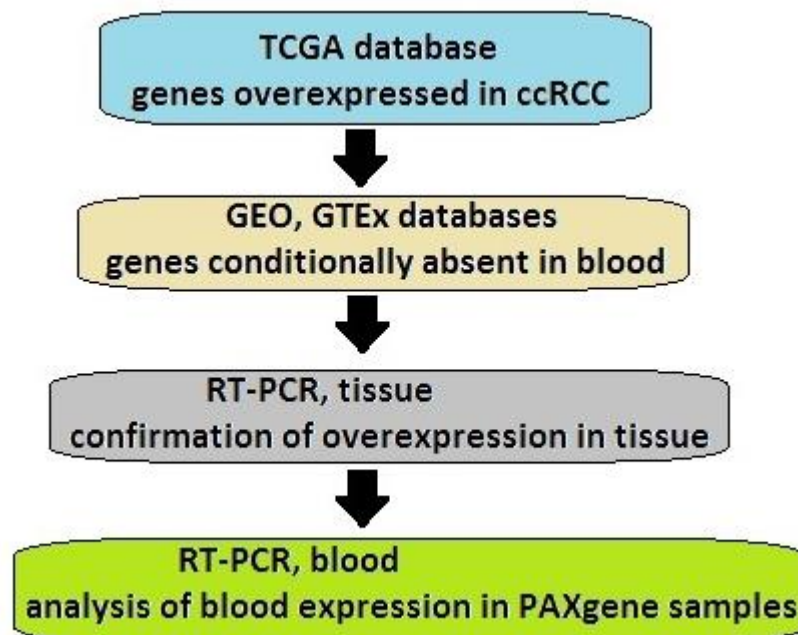 TCGA database
genes overexpressed in ccRCC
GEO, GTEx databases
genes conditionally absent in blood
RT-PCR, tissue
confirmation of overexpression in tissue
RT-PCR, blood
analysis of blood expression in PAXgene samples